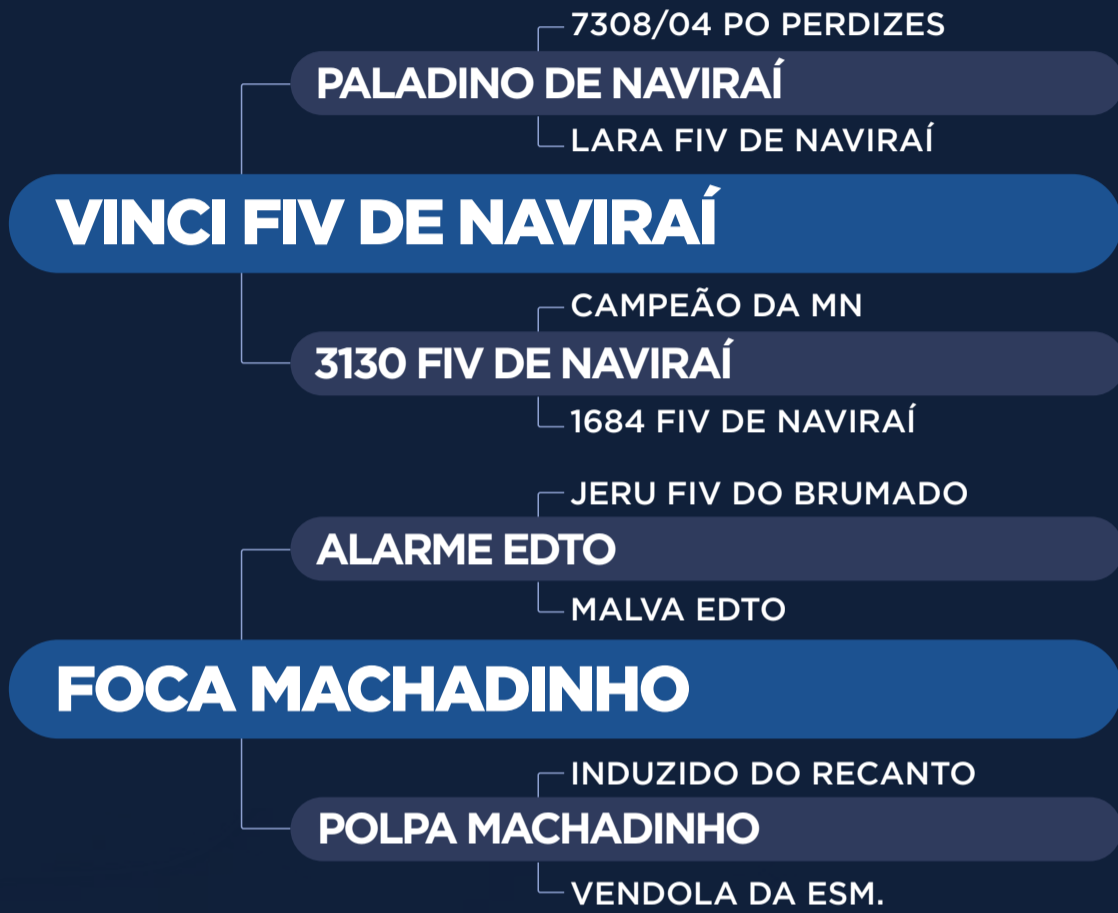 7308/04 PO PERDIZES
PALADINO DE NAVIRAÍ
LARA FIV DE NAVIRAÍ
VINCI FIV DE NAVIRAÍ
CAMPEÃO DA MN
3130 FIV DE NAVIRAÍ
1684 FIV DE NAVIRAÍ
JERU FIV DO BRUMADO
ALARME EDTO
MALVA EDTO
FOCA MACHADINHO
INDUZIDO DO RECANTO
POLPA MACHADINHO
VENDOLA DA ESM.